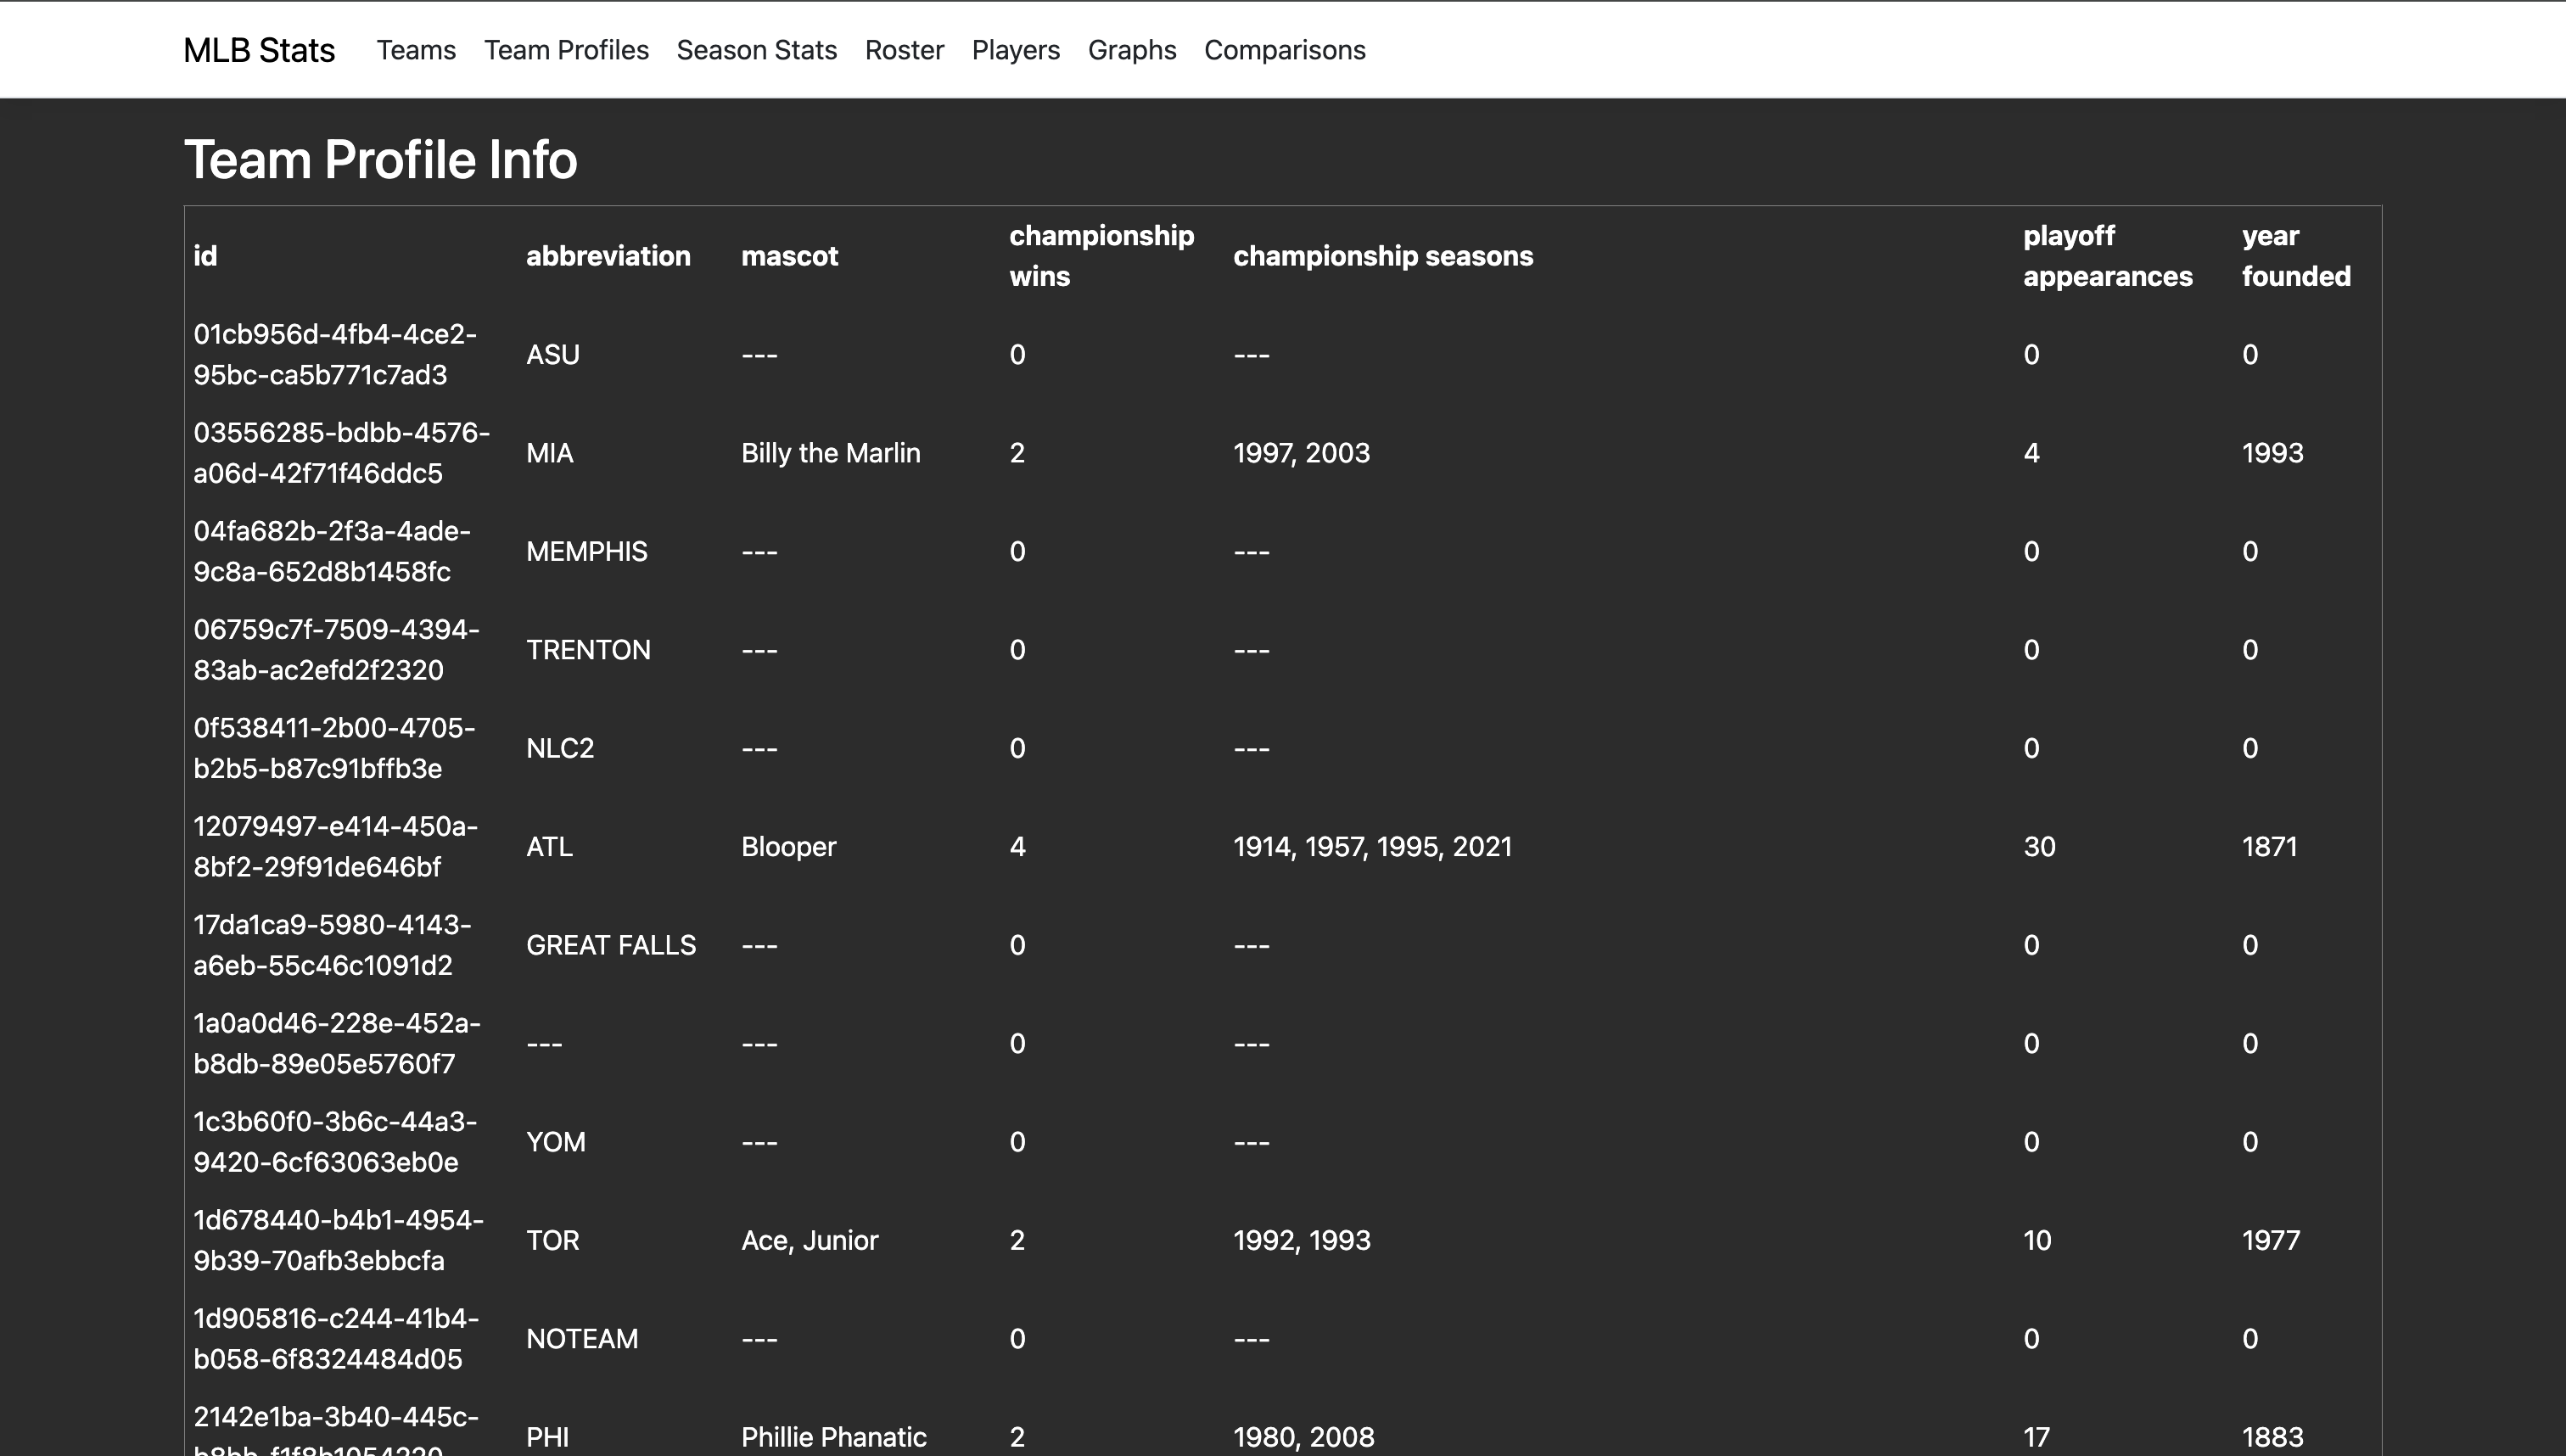 MLB Stats Teams Team Profiles Season Stats Roster Players Graphs Comparisons
Team Profile Info
id abbreviation mascot championship wins championship seasons playoff appearances year founded
01cb956d-4fb4-4ce2-95bc-ca5b771c7ad3 ASU --- 0 --- 0 0
03556285-bdbb-4576-a06d-42f71f46ddc5 MIA Billy the Marlin 2 1997, 2003 4 1993
04fa682b-2f3a-4ade-9c8a-652d8b1458fc MEMPHIS --- 0 --- 0 0
06759c7f-7509-4394-83ab-ac2efd2f2320 TRENTON --- 0 --- 0 0
0f538411-2b00-4705-b2b5-b87c91bffb3e NLC2 --- 0 --- 0 0
12079497-e414-450a-8bf2-29f91de646bf ATL Blooper 4 1914, 1957, 1995, 2021 30 1871
17da1ca9-5980-4143-a6eb-55c46c1091d2 GREAT FALLS --- 0 --- 0 0
1a0a0d46-228e-452a-b8db-89e05e5760f7 --- --- 0 --- 0 0
1c3b60f0-3b6c-44a3-9420-6cf63063eb0e YOM --- 0 --- 0 0
1d678440-b4b1-4954-9b39-70afb3ebbcfa TOR Ace, Junior 2 1992, 1993 10 1977
1d905816-c244-41b4-b058-6f8324484d05 NOTEAM --- 0 --- 0 0
2142e1ba-3b40-445c- PHI Phillie Phanatic 2 1980, 2008 17 1883